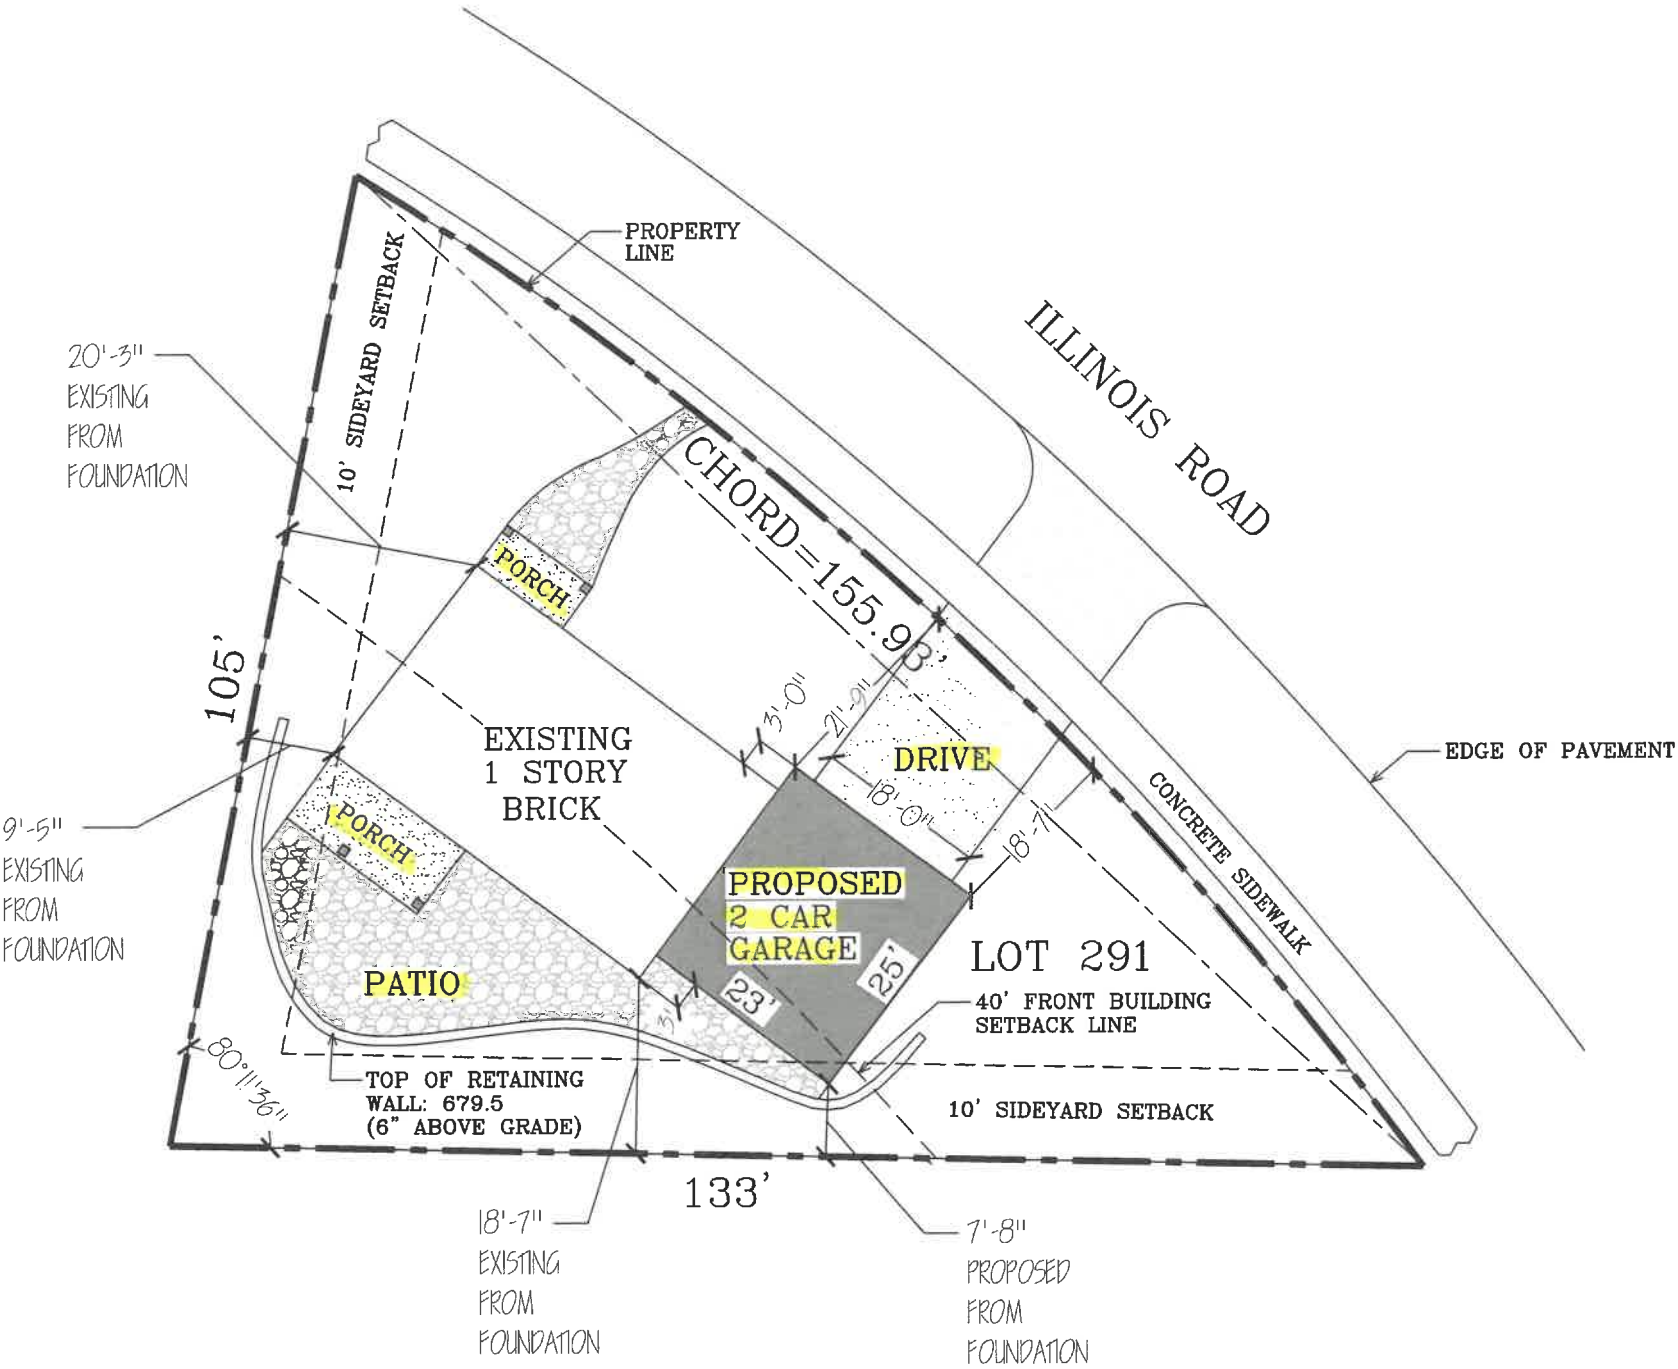 PROPERTY
LINE
ILLINOIS ROAD
10' SIDEYARD SETBACK
20'-3"
EXISTING
FROM
FOUNDATION
CHORD=155.93'
PORCH
105'
3'-0"
21'-9"
EXISTING
1 STORY
BRICK
DRIVE
18'-0"
EDGE OF PAVEMENT
CONCRETE SIDEWALK
18'-7"
9'-5"
EXISTING
FROM
FOUNDATION
PORCH
PROPOSED
2 CAR
GARAGE
LOT 291
PATIO
23'
25'
3'
40' FRONT BUILDING
SETBACK LINE
80°11'36"
TOP OF RETAINING
WALL: 679.5
(6" ABOVE GRADE)
10' SIDEYARD SETBACK
133'
18'-7"
EXISTING
FROM
FOUNDATION
7'-8"
PROPOSED
FROM
FOUNDATION